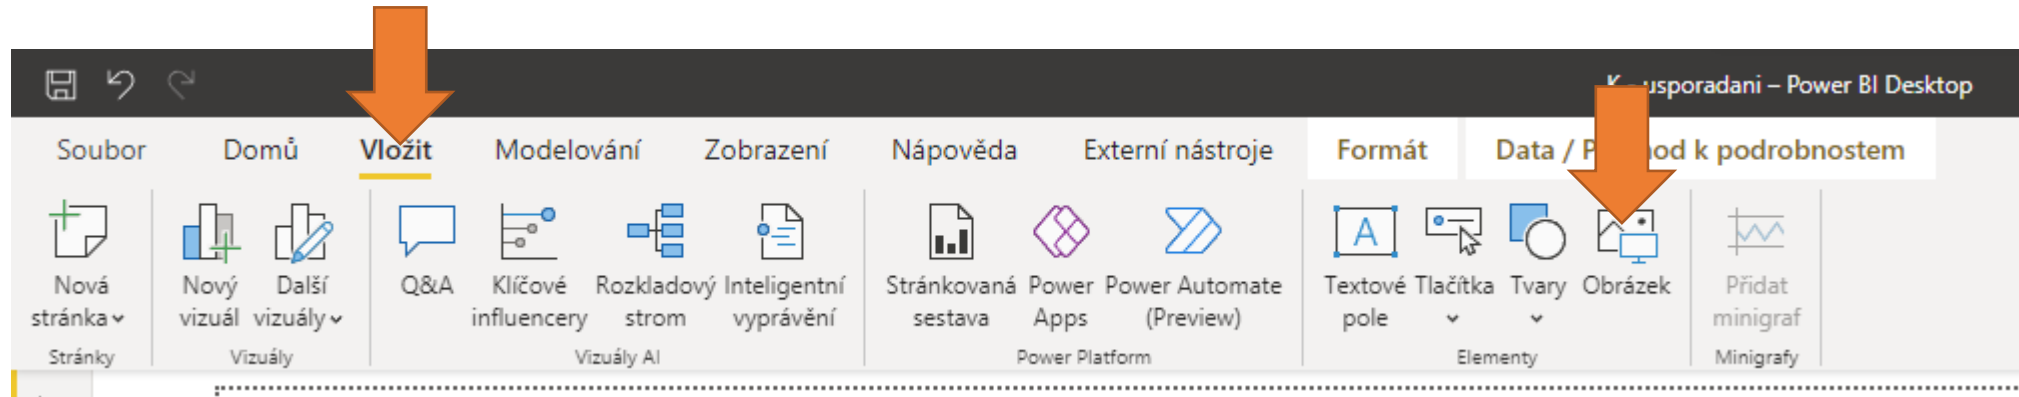 usporadani – Power BI Desktop
Soubor Domů Vložit Modelování Zobrazení Nápověda Externí nástroje Formát Data / k podrobnostem
Nová stránka
Nový vizuál
Další vizuály
Q&A
Klíčové influencery
Rozkladový strom
Inteligentní vyprávění
Stránkovaná sestava
Power Apps
Power Automate (Preview)
A
Textové pole
Tlačítka
Tvary
Obrázek
Přidat minigraf
Stránky Vizuály Vizuály AI Power Platform Elementy Minigrafy